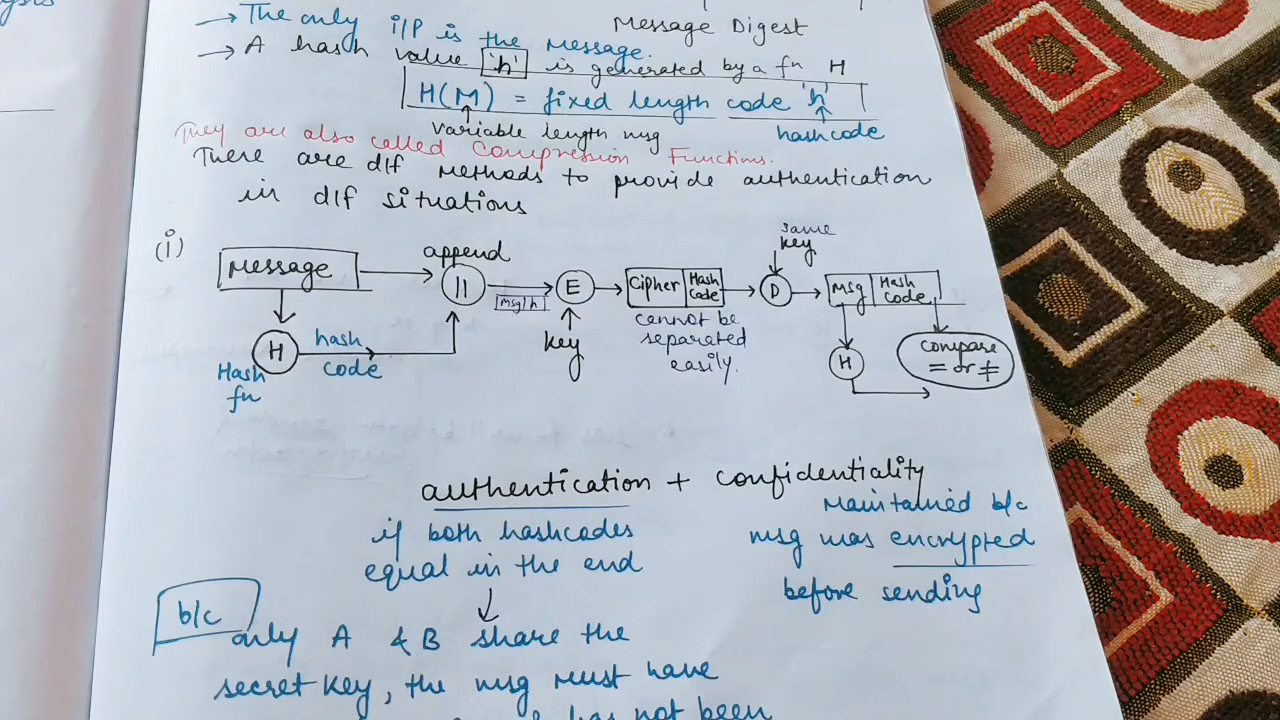 → The only i/P is the Message.
Message Digest
→ A hash value 'h' is generated by a fn H
H(M) = fixed length code 'h'
variable length msg
hashcode
They are also called Compression Functions.
There are dif methods to provide authentication
in dif situations
(i)
Message
append
||
msg|h
E
key
Cipher
Hash Code
cannot be
separated
easily.
same
key
D
Msg
Hash Code
H
hash
code
Hash
fn
H
compare
= or ≠
authentication + confidentiality
if both hashcodes
equal in the end
Maintained b/c
msg was encrypted
before sending
b/c
only A & B share the
secret key, the msg must have
has not been